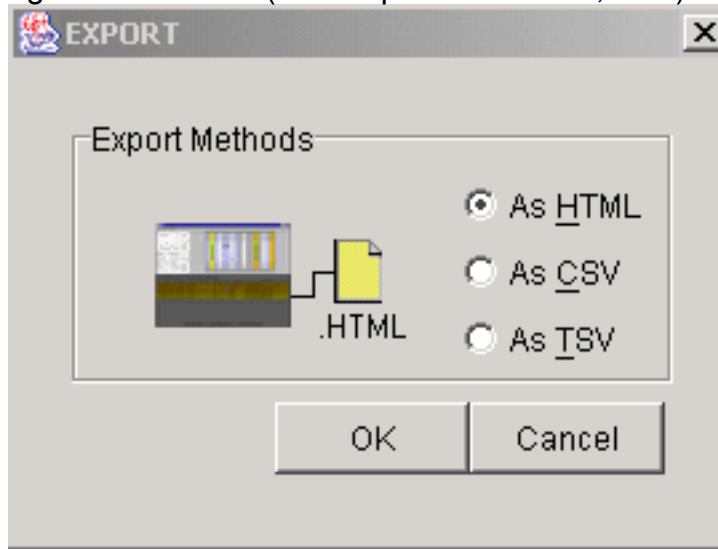 EXPORT
Export Methods
As HTML
As CSV
.HTML
As TSV
OK Cancel